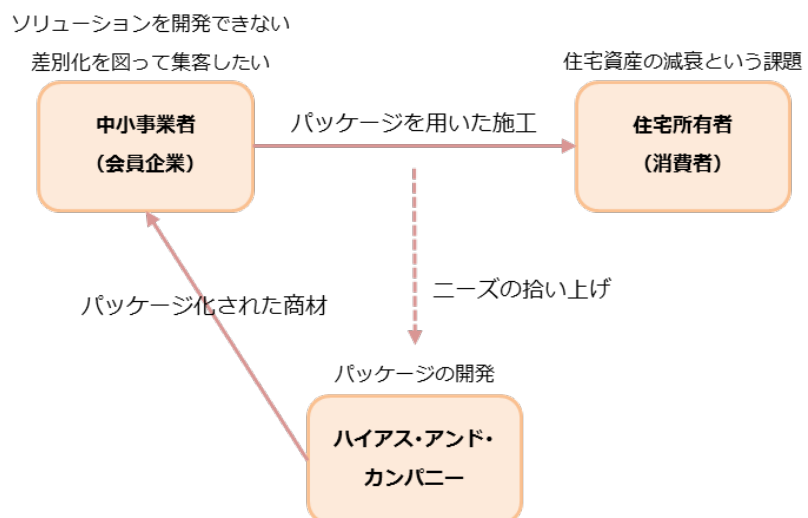 ソリューションを開発できない
差別化を図って集客したい
住宅資産の減衰という課題
中小事業者
（会員企業）
パッケージを用いた施工
住宅所有者
（消費者）
ニーズの拾い上げ
パッケージ化された商材
パッケージの開発
ハイアス・アンド・
カンパニー